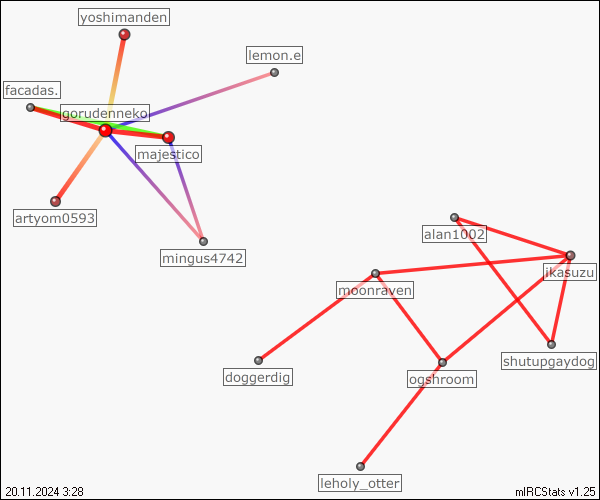 yoshimanden
lemon.e
facadas.
gorudenneko
majestico
artyom0593
mingus4742
alan1002
ikasuzu
moonraven
shutupgaydog
doggerdig
ogshroom
leholy_otter
20.11.2024 3:28
mIRCStats v1.25